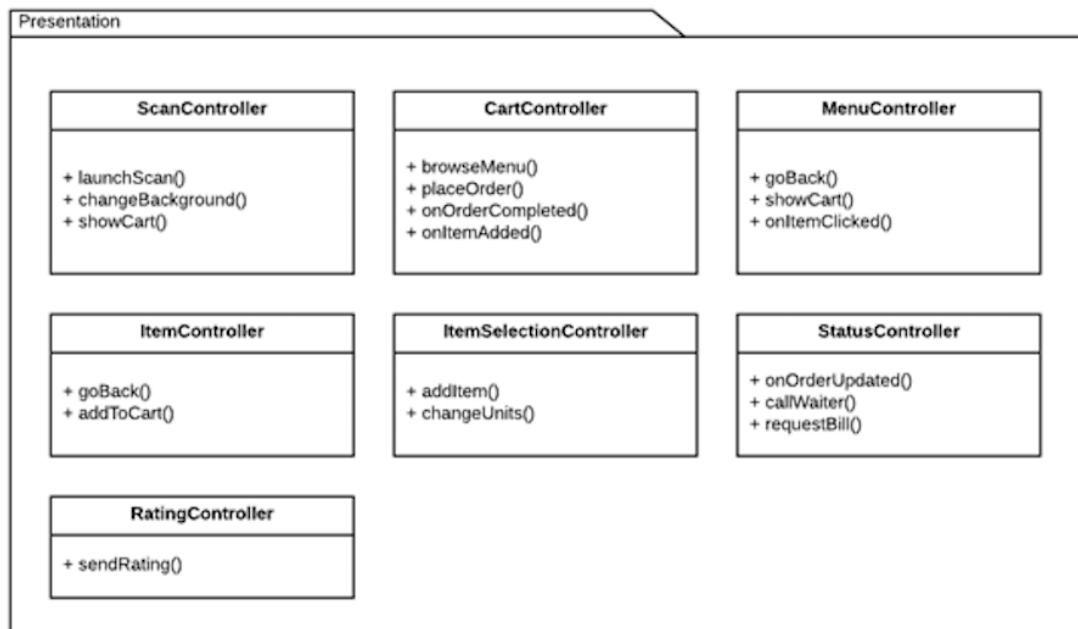 Presentation
ScanController
+ launchScan()
+ changeBackground()
+ showCart()
CartController
+ browseMenu()
+ placeOrder()
+ onOrderCompleted()
+ onItemAdded()
MenuController
+ goBack()
+ showCart()
+ onItemClicked()
ItemController
+ goBack()
+ addToCart()
ItemSelectionController
+ addItem()
+ changeUnits()
StatusController
+ onOrderUpdated()
+ callWaiter()
+ requestBill()
RatingController
+ sendRating()